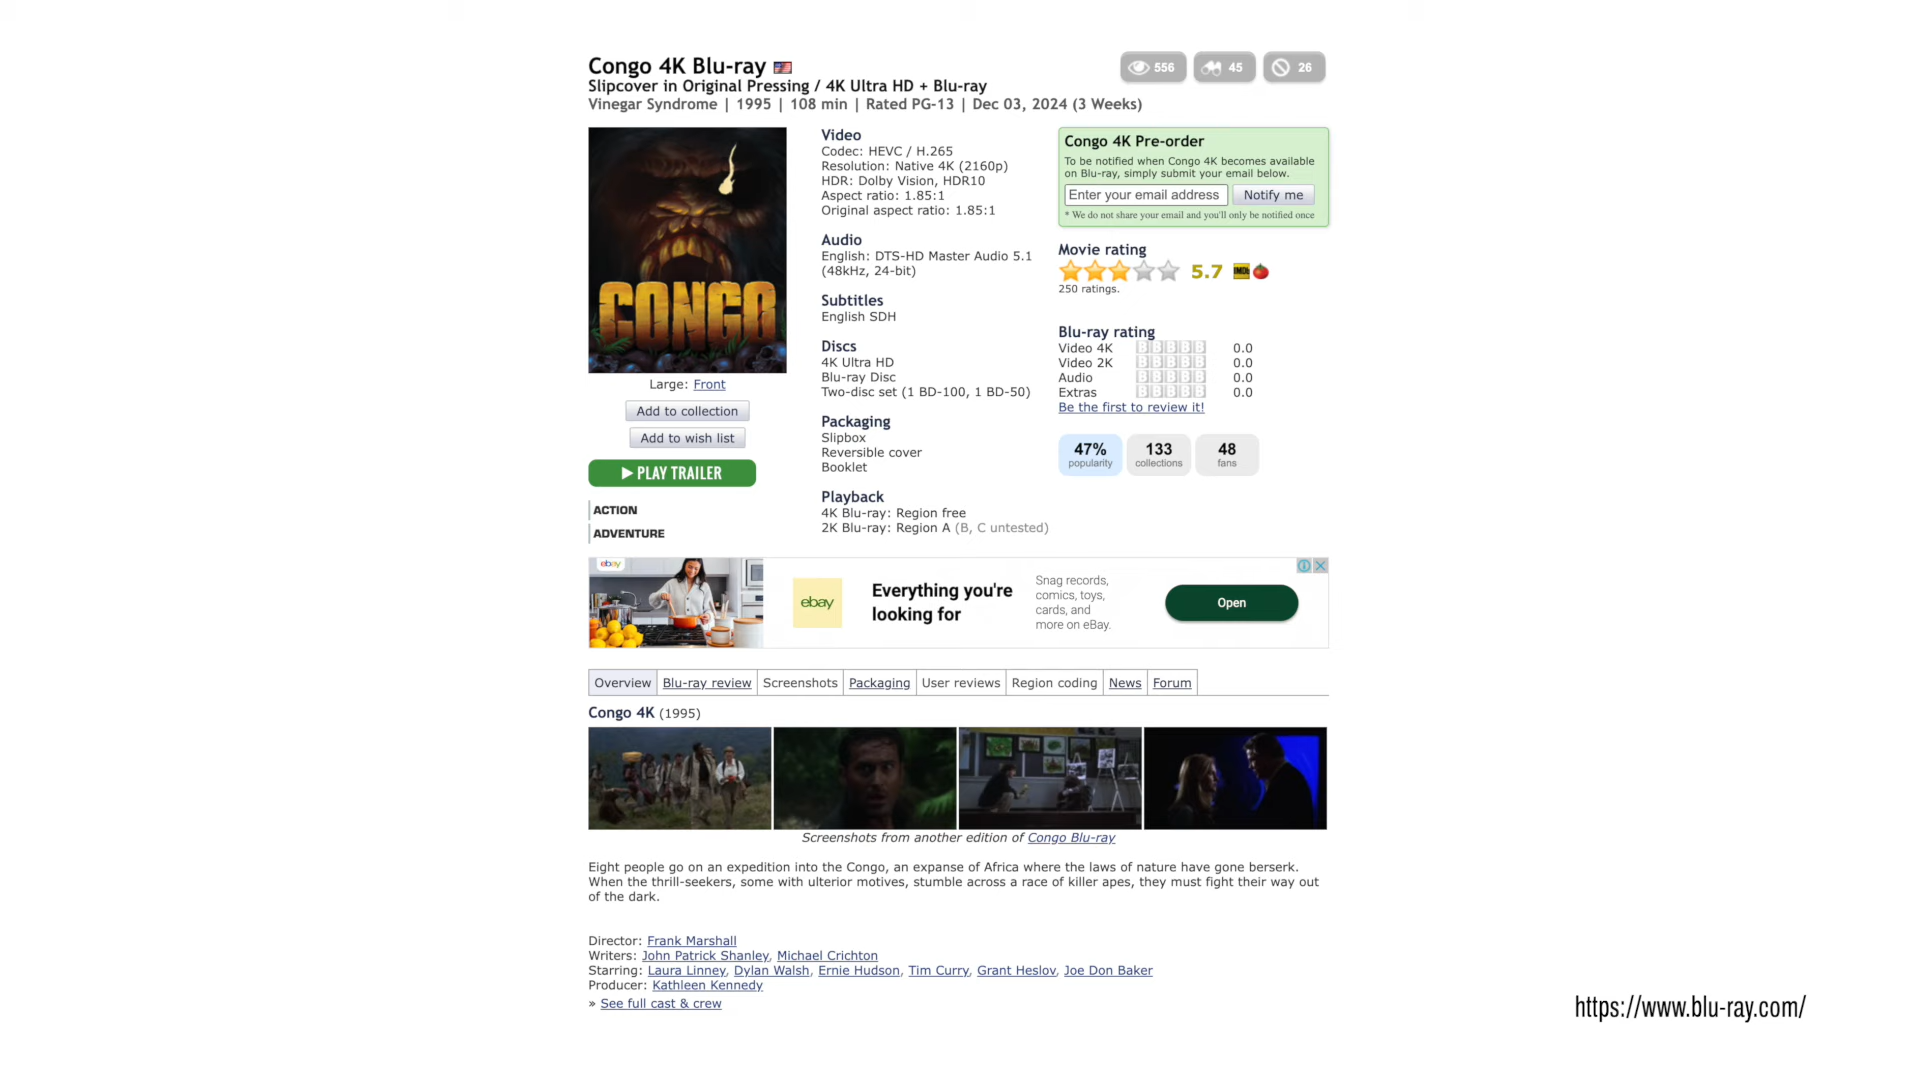 Congo 4K Blu-ray
556
45
26
Slipcover in Original Pressing / 4K Ultra HD + Blu-ray
Vinegar Syndrome | 1995 | 108 min | Rated PG-13 | Dec 03, 2024 (3 Weeks)
CONGO
Large: Front
Add to collection
Add to wish list
PLAY TRAILER
ACTION
ADVENTURE
Video
Codec: HEVC / H.265
Resolution: Native 4K (2160p)
HDR: Dolby Vision, HDR10
Aspect ratio: 1.85:1
Original aspect ratio: 1.85:1
Audio
English: DTS-HD Master Audio 5.1
(48kHz, 24-bit)
Subtitles
English SDH
Discs
4K Ultra HD
Blu-ray Disc
Two-disc set (1 BD-100, 1 BD-50)
Packaging
Slipbox
Reversible cover
Booklet
Playback
4K Blu-ray: Region free
2K Blu-ray: Region A (B, C untested)
Congo 4K Pre-order
To be notified when Congo 4K becomes available
on Blu-ray, simply submit your email below.
Enter your email address
Notify me
* We do not share your email and you'll only be notified once
Movie rating
5.7
IMDb
250 ratings.
Blu-ray rating
Video 4K BBBBB 0.0
Video 2K BBBBB 0.0
Audio BBBBB 0.0
Extras BBBBB 0.0
Be the first to review it!
47%
popularity
133
collections
48
fans
ebay
ebay
Everything you're
looking for
Snag records,
comics, toys,
cards, and
more on eBay.
Open
Overview
Blu-ray review
Screenshots
Packaging
User reviews
Region coding
News
Forum
Congo 4K (1995)
Screenshots from another edition of Congo Blu-ray
Eight people go on an expedition into the Congo, an expanse of Africa where the laws of nature have gone berserk.
When the thrill-seekers, some with ulterior motives, stumble across a race of killer apes, they must fight their way out
of the dark.
Director: Frank Marshall
Writers: John Patrick Shanley, Michael Crichton
Starring: Laura Linney, Dylan Walsh, Ernie Hudson, Tim Curry, Grant Heslov, Joe Don Baker
Producer: Kathleen Kennedy
» See full cast & crew
https://www.blu-ray.com/